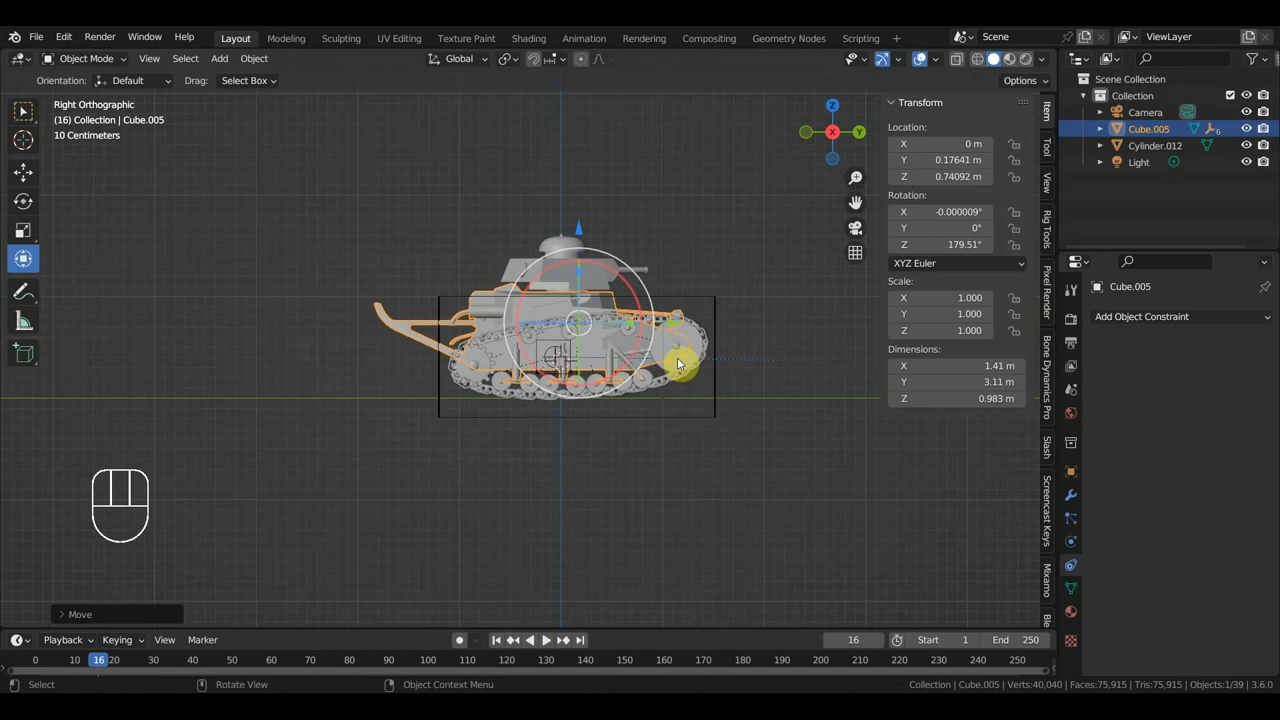 File Edit Render Window Help Layout Modeling Sculpting UV Editing Texture Paint Shading Animation Rendering Compositing Geometry Nodes Scripting + Scene ViewLayer
Object Mode View Select Add Object Global
Orientation: Default Drag: Select Box Options
Right Orthographic
(16) Collection | Cube.005
10 Centimeters
Z
Y
X
Transform
Location:
X 0 m
Y 0.17641 m
Z 0.74092 m
Rotation:
X -0.000009°
Y 0°
Z 179.51°
XYZ Euler
Scale:
X 1.000
Y 1.000
Z 1.000
Dimensions:
X 1.41 m
Y 3.11 m
Z 0.983 m
Item
Tool
View
Rig Tools
Pixel Render
Bone Dynamics Pro
Slash
Screencast Keys
Mixamo
Ble
Scene Collection
Collection
Camera
Cube.005 6
Cylinder.012
Light
Cube.005
Add Object Constraint
Move
Playback Keying View Marker 16 Start 1 End 250
0 10 16 20 30 40 50 60 70 80 90 100 110 120 130 140 150 160 170 180 190 200 210 220 230 240 250
Select Rotate View Object Context Menu Collection | Cube.005 | Verts:40,040 | Faces:75,915 | Tris:75,915 | Objects:1/39 | 3.6.0